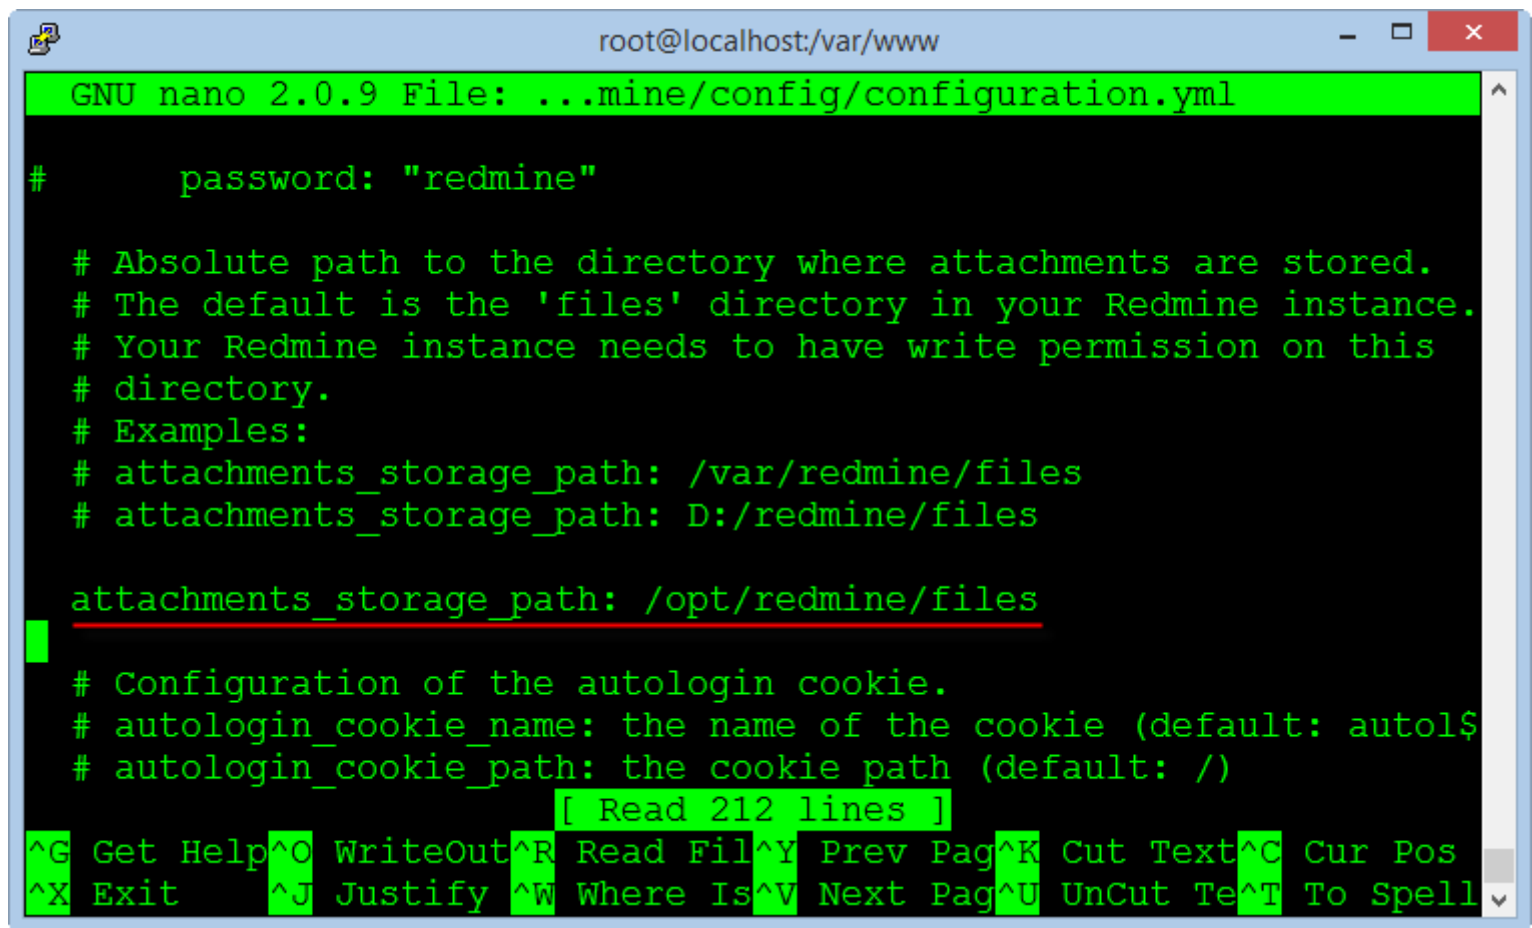 root@localhost:/var/www
GNU nano 2.0.9 File: ...mine/config/configuration.yml
# password: "redmine"
# Absolute path to the directory where attachments are stored.
# The default is the 'files' directory in your Redmine instance.
# Your Redmine instance needs to have write permission on this
# directory.
# Examples:
# attachments_storage_path: /var/redmine/files
# attachments_storage_path: D:/redmine/files
attachments_storage_path: /opt/redmine/files
# Configuration of the autologin cookie.
# autologin_cookie_name: the name of the cookie (default: autol$
# autologin_cookie_path: the cookie path (default: /)
[ Read 212 lines ]
^G Get Help^O WriteOut^R Read Fil^Y Prev Pag^K Cut Text^C Cur Pos
^X Exit ^J Justify ^W Where Is^V Next Pag^U UnCut Te^T To Spell